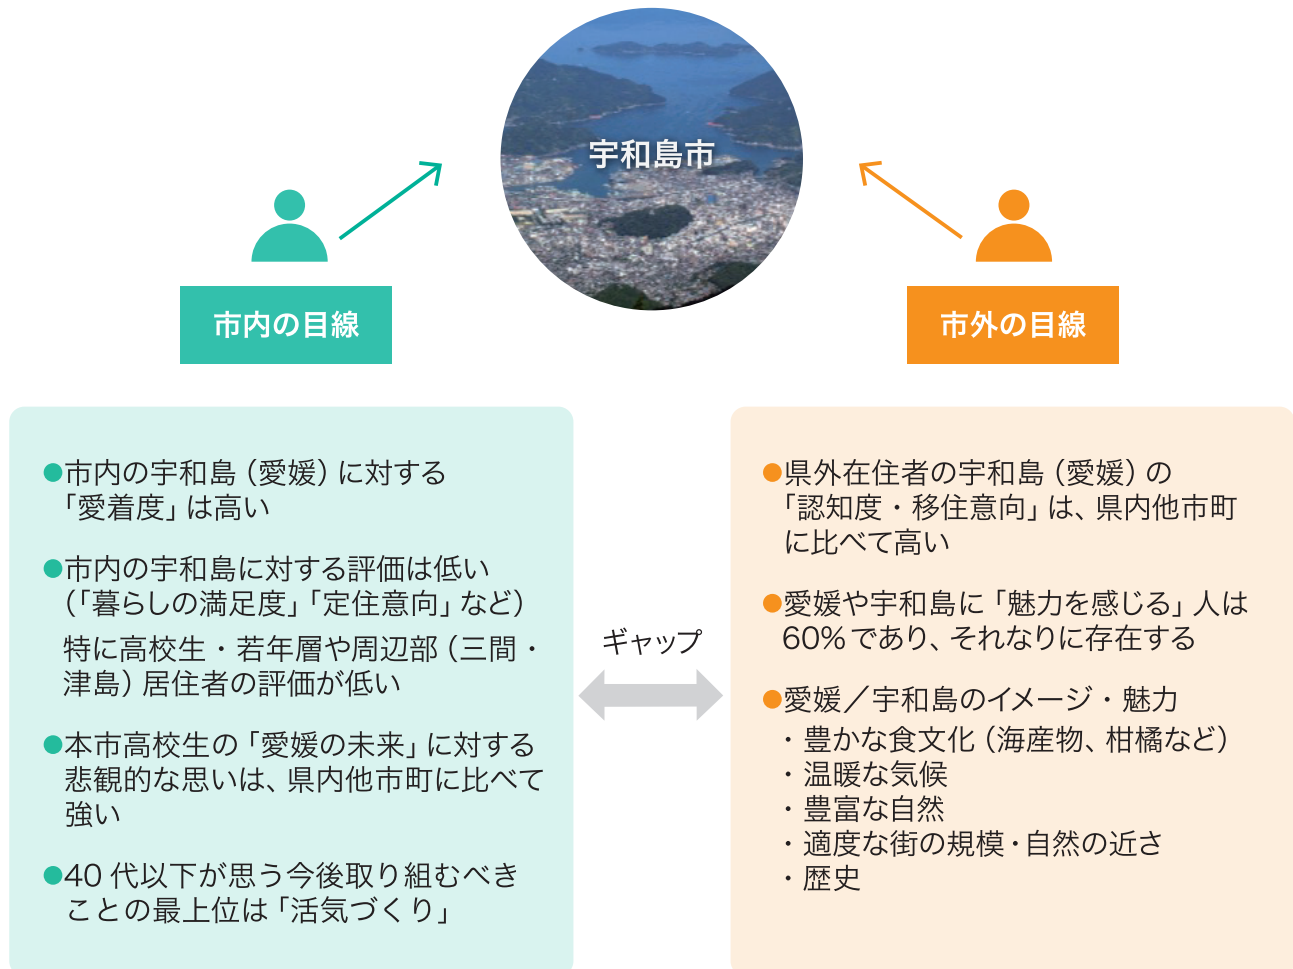 宇和島市
市内の目線
市外の目線
●市内の宇和島（愛媛）に対する
「愛着度」は高い
●市内の宇和島に対する評価は低い
（「暮らしの満足度」「定住意向」など）
特に高校生・若年層や周辺部（三間・
津島）居住者の評価が低い
●本市高校生の「愛媛の未来」に対する
悲観的な思いは、県内他市町に比べて
強い
●40代以下が思う今後取り組むべき
ことの最上位は「活気づくり」
ギャップ
●県外在住者の宇和島（愛媛）の
「認知度・移住意向」は、県内他市町
に比べて高い
●愛媛や宇和島に「魅力を感じる」人は
60%であり、それなりに存在する
●愛媛／宇和島のイメージ・魅力
・豊かな食文化（海産物、柑橘など）
・温暖な気候
・豊富な自然
・適度な街の規模・自然の近さ
・歴史